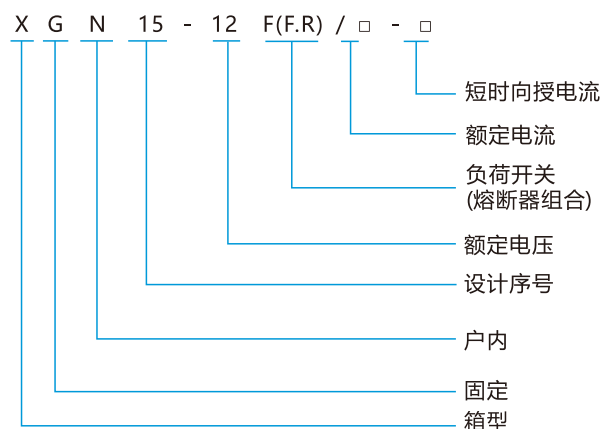 X G N 15 - 12 F(F.R) / □ - □
短时向授电流
额定电流
负荷开关
(熔断器组合)
额定电压
设计序号
户内
固定
箱型